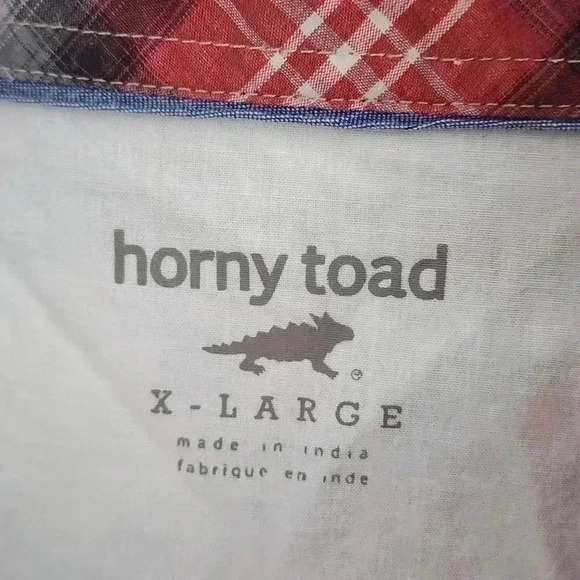 horny toad
X-LARGE
made in india
fabrique en inde